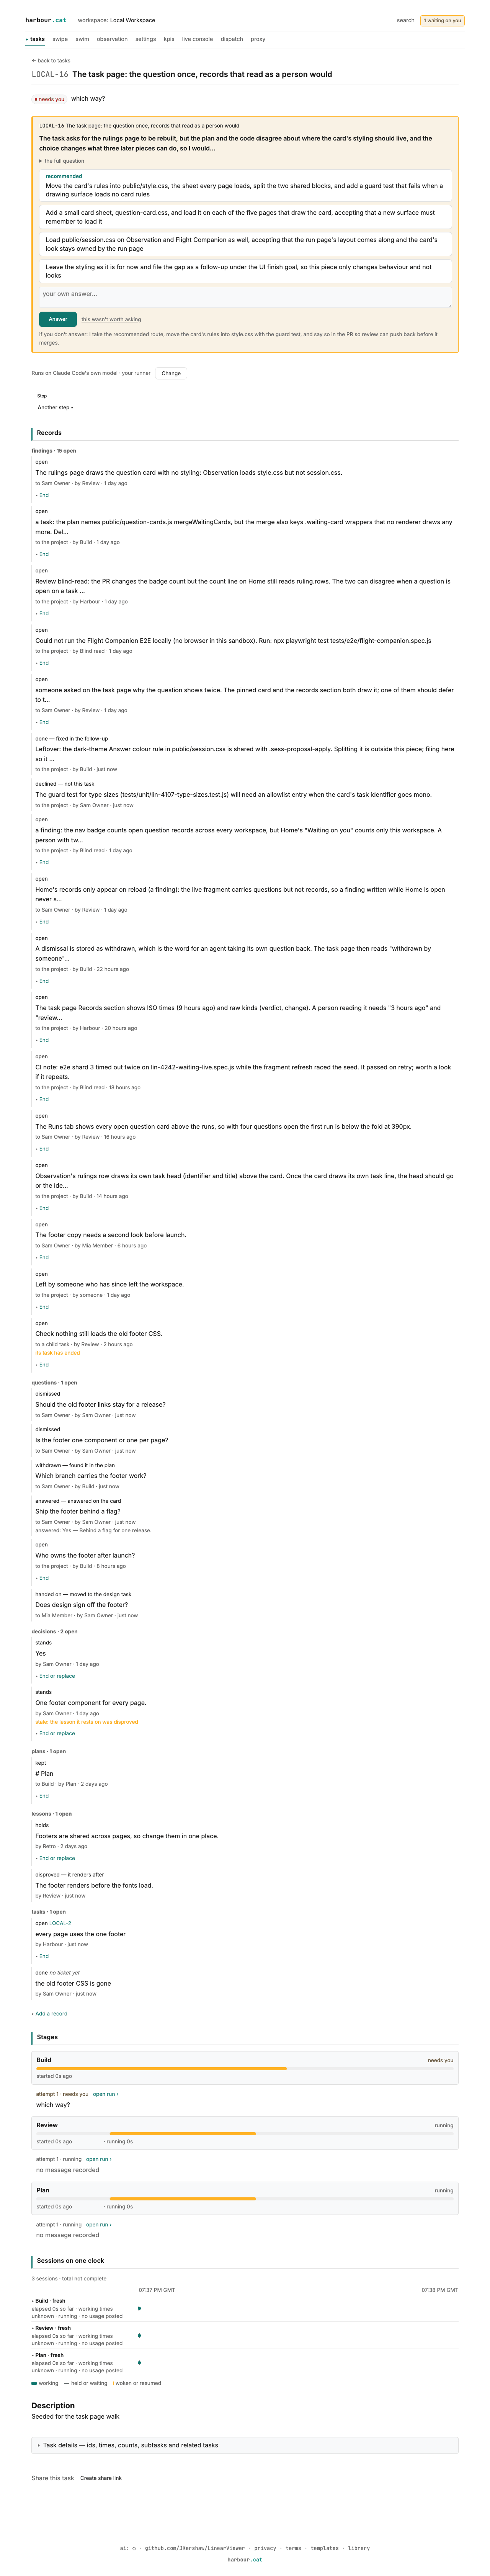 harbour.cat workspace: Local Workspace search 1 waiting on you
tasks swipe swim observation settings kpis live console dispatch proxy
← back to tasks
LOCAL-16 The task page: the question once, records that read as a person would
needs you which way?
LOCAL-16 The task page: the question once, records that read as a person would
The task asks for the rulings page to be rebuilt, but the plan and the code disagree about where the card's styling should live, and the
choice changes what three later pieces can do, so I would...
▸ the full question
recommended
Move the card's rules into public/style.css, the sheet every page loads, split the two shared blocks, and add a guard test that fails when a
drawing surface loads no card rules
Add a small card sheet, question-card.css, and load it on each of the five pages that draw the card, accepting that a new surface must
remember to load it
Load public/session.css on Observation and Flight Companion as well, accepting that the run page's layout comes along and the card's
look stays owned by the run page
Leave the styling as it is for now and file the gap as a follow-up under the UI finish goal, so this piece only changes behaviour and not
looks
your own answer...
Answer this wasn't worth asking
If you don't answer: I take the recommended route, move the card's rules into public/style.css with the guard test, and say so in the PR so review can push back before it
merges.
Runs on Claude Code's own model · your runner Change
Stop
Another step
Records
findings · 15 open
open
The rulings page draws the question card with no styling: Observation loads style.css but not session.css.
to Sam Owner · by Review · 1 day ago
End
open
a task: the plan names public/question-cards.js mergeWaitingCards, but the merge also keys .waiting-card wrappers that no renderer draws any
more. Del...
to the project · by Build · 1 day ago
End
open
Review blind-read: the PR changes the badge count but the count line on Home still reads ruling.rows. The two can disagree when a question is
open on a task ...
to the project · by Harbour · 1 day ago
End
open
Could not run the Flight Companion E2E locally (no browser in this sandbox). Run: npx playwright test tests/e2e/flight-companion.spec.js
to the project · by Blind read · 1 day ago
End
open
someone asked on the task page why the question shows twice. The pinned card and the records section both draw it; one of them should defer
to t...
to Sam Owner · by Review · 1 day ago
End
done — fixed in the follow-up
Leftover: the dark-theme Answer colour rule in public/session.css is shared with .sess-proposal-apply. Splitting it is outside this piece; filing here
so it ...
to the project · by Build · just now
declined — not this task
The guard test for type sizes (tests/unit/lin-4107-type-sizes.test.js) will need an allowlist entry when the card's task identifier goes mono.
to the project · by Sam Owner · just now
open
a finding: the nav badge counts open question records across every workspace, but Home's "Waiting on you" counts only this workspace. A
person with tw...
to the project · by Blind read · 1 day ago
End
open
Home's records only appear on reload (a finding): the live fragment carries questions but not records, so a finding written while Home is open
never s...
to Sam Owner · by Review · 1 day ago
End
open
A dismissal is stored as withdrawn, which is the word for an agent taking its own question back. The task page then reads "withdrawn by
someone"...
to the project · by Build · 22 hours ago
End
open
The task page Records section shows ISO times (9 hours ago) and raw kinds (verdict, change). A person reading it needs "3 hours ago" and
"review...
to the project · by Harbour · 20 hours ago
End
open
CI note: e2e shard 3 timed out twice on lin-4242-waiting-live.spec.js while the fragment refresh raced the seed. It passed on retry; worth a look
if it repeats.
to the project · by Blind read · 18 hours ago
End
open
The Runs tab shows every open question card above the runs, so with four questions open the first run is below the fold at 390px.
to Sam Owner · by Review · 16 hours ago
End
open
Observation's rulings row draws its own task head (identifier and title) above the card. Once the card draws its own task line, the head should go
or the ide...
to the project · by Build · 14 hours ago
End
open
The footer copy needs a second look before launch.
to Sam Owner · by Mia Member · 6 hours ago
End
open
Left by someone who has since left the workspace.
to the project · by someone · 1 day ago
End
open
Check nothing still loads the old footer CSS.
to a child task · by Review · 2 hours ago
its task has ended
End
questions · 1 open
dismissed
Should the old footer links stay for a release?
to Sam Owner · by Sam Owner · just now
dismissed
Is the footer one component or one per page?
to Sam Owner · by Sam Owner · just now
withdrawn — found it in the plan
Which branch carries the footer work?
to Sam Owner · by Build · just now
answered — answered on the card
Ship the footer behind a flag?
to Sam Owner · by Sam Owner · just now
answered: Yes — Behind a flag for one release.
open
Who owns the footer after launch?
to the project · by Build · 8 hours ago
End
handed on — moved to the design task
Does design sign off the footer?
to Mia Member · by Sam Owner · just now
decisions · 2 open
stands
Yes
by Sam Owner · 1 day ago
End or replace
stands
One footer component for every page.
by Sam Owner · 1 day ago
stale: the lesson it rests on was disproved
End or replace
plans · 1 open
kept
# Plan
to Build · by Plan · 2 days ago
End
lessons · 1 open
holds
Footers are shared across pages, so change them in one place.
by Retro · 2 days ago
End or replace
disproved — it renders after
The footer renders before the fonts load.
by Review · just now
tasks · 1 open
open LOCAL-2
every page uses the one footer
by Harbour · just now
End
done no ticket yet
the old footer CSS is gone
by Sam Owner · just now
Add a record
Stages
Build needs you
started 0s ago
attempt 1 · needs you open run ›
which way?
Review running
started 0s ago · running 0s
attempt 1 · running open run ›
no message recorded
Plan running
started 0s ago · running 0s
attempt 1 · running open run ›
no message recorded
Sessions on one clock
3 sessions · total not complete
07:37 PM GMT 07:38 PM GMT
Build · fresh
elapsed 0s so far · working times
unknown · running · no usage posted
Review · fresh
elapsed 0s so far · working times
unknown · running · no usage posted
Plan · fresh
elapsed 0s so far · working times
unknown · running · no usage posted
working held or waiting woken or resumed
Description
Seeded for the task page walk
Task details — ids, times, counts, subtasks and related tasks
Share this task Create share link
ai: ○ · github.com/JKershaw/LinearViewer · privacy · terms · templates · library
harbour.cat